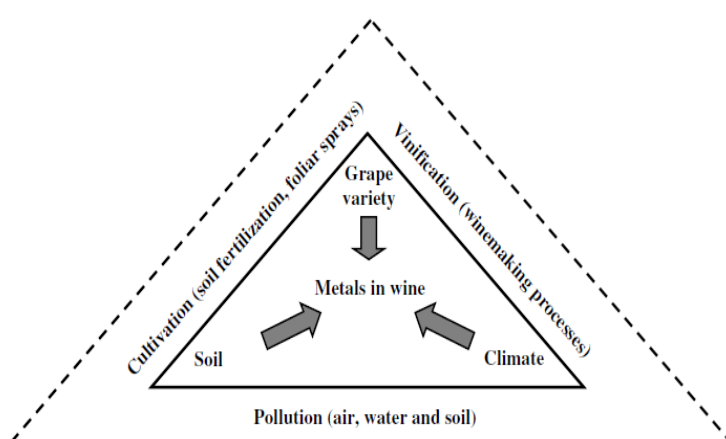 Cultivation (soil fertilization, foliar sprays)
Vinification (winemaking processes)
Grape
variety
Metals in wine
Soil
Climate
Pollution (air, water and soil)